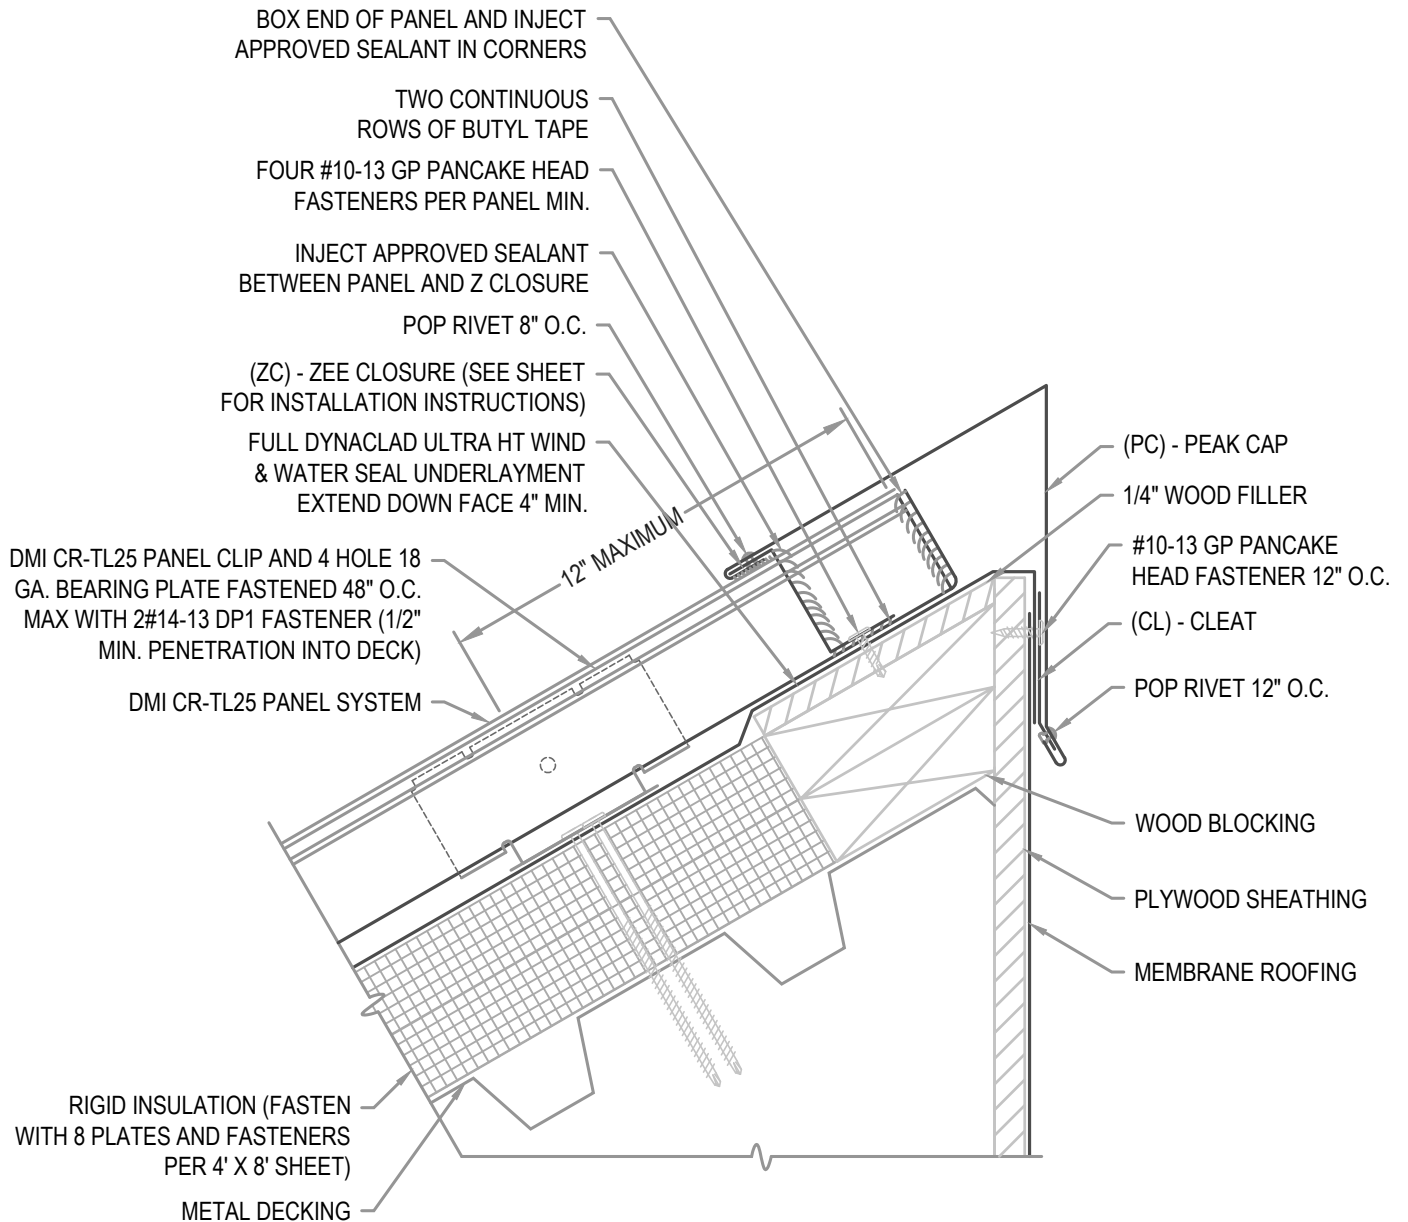 BOX END OF PANEL AND INJECT
APPROVED SEALANT IN CORNERS
TWO CONTINUOUS
ROWS OF BUTYL TAPE
FOUR #10-13 GP PANCAKE HEAD
FASTENERS PER PANEL MIN.
INJECT APPROVED SEALANT
BETWEEN PANEL AND Z CLOSURE
POP RIVET 8" O.C.
(ZC) - ZEE CLOSURE (SEE SHEET
FOR INSTALLATION INSTRUCTIONS)
FULL DYNACLAD ULTRA HT WIND
& WATER SEAL UNDERLAYMENT
EXTEND DOWN FACE 4" MIN.
DMI CR-TL25 PANEL CLIP AND 4 HOLE 18
GA. BEARING PLATE FASTENED 48" O.C.
MAX WITH 2#14-13 DP1 FASTENER (1/2"
MIN. PENETRATION INTO DECK)
DMI CR-TL25 PANEL SYSTEM
12" MAXIMUM
RIGID INSULATION (FASTEN
WITH 8 PLATES AND FASTENERS
PER 4' X 8' SHEET)
METAL DECKING
(PC) - PEAK CAP
1/4" WOOD FILLER
#10-13 GP PANCAKE
HEAD FASTENER 12" O.C.
(CL) - CLEAT
POP RIVET 12" O.C.
WOOD BLOCKING
PLYWOOD SHEATHING
MEMBRANE ROOFING